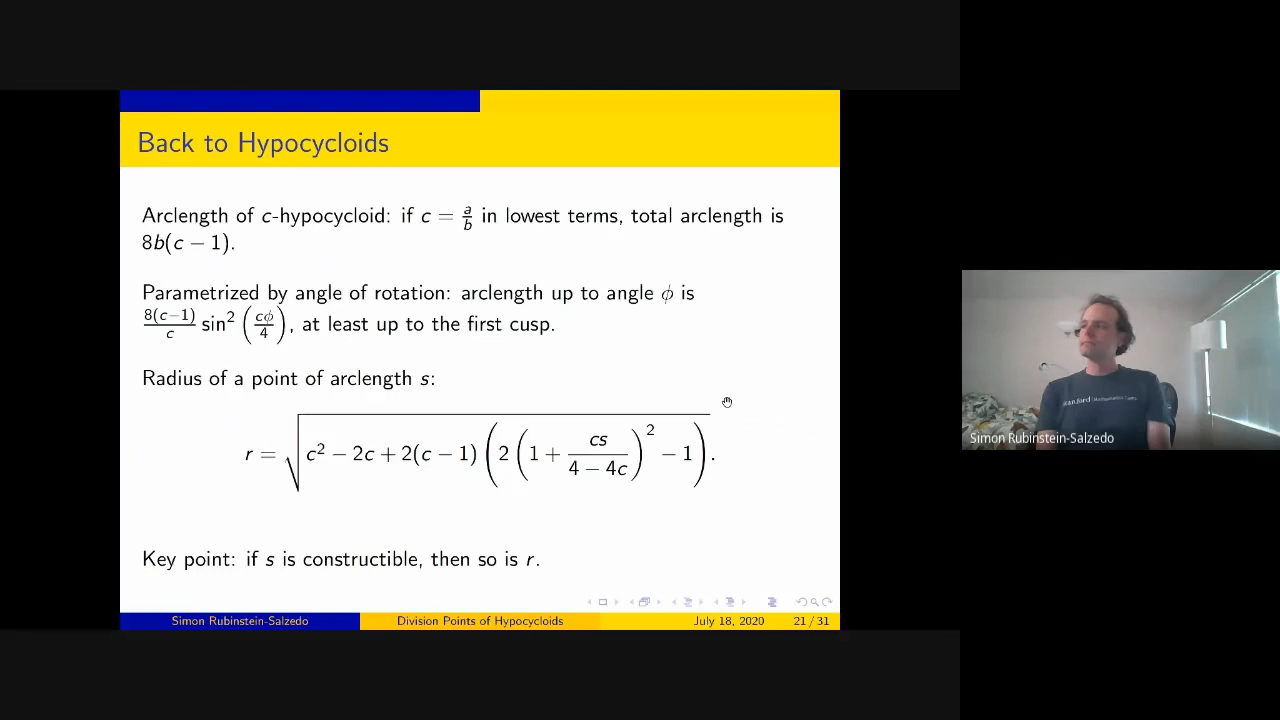 Back to Hypocycloids
Arclength of c-hypocycloid: if c = a/b in lowest terms, total arclength is
8b(c − 1).
Parametrized by angle of rotation: arclength up to angle ϕ is
8(c−1)/c sin² (cϕ/4), at least up to the first cusp.
Radius of a point of arclength s:
r = √(c² − 2c + 2(c − 1) (2 (1 + cs/(4 − 4c))² − 1)).
Key point: if s is constructible, then so is r.
Simon Rubinstein-Salzedo
Division Points of Hypocycloids
July 18, 2020
21 / 31
Simon Rubinstein-Salzedo